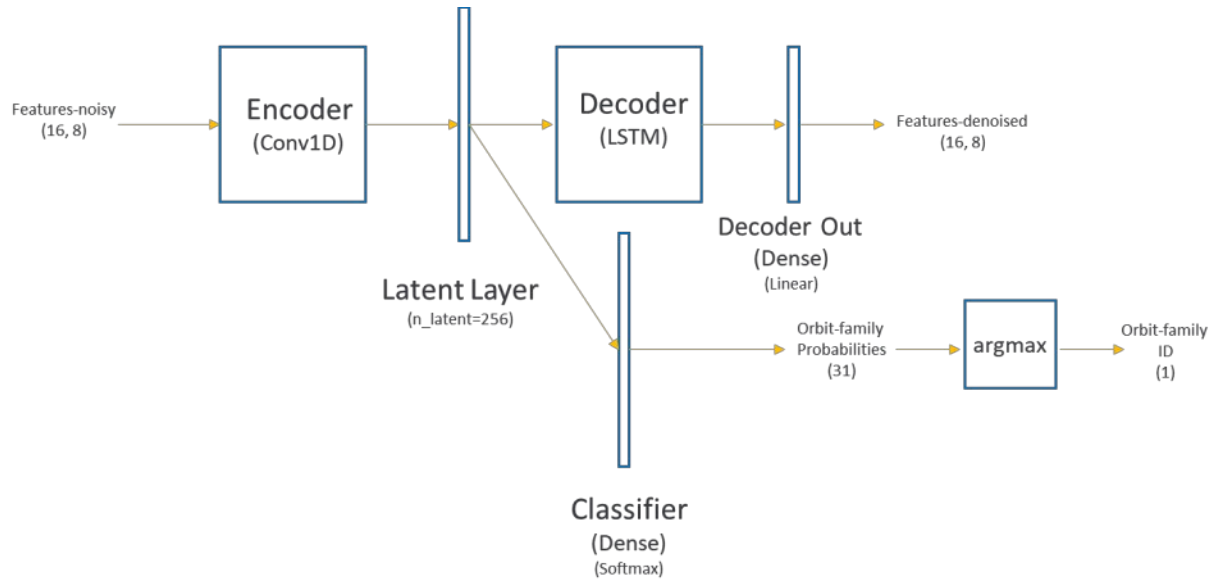 Features-noisy
(16, 8)
Encoder
(Conv1D)
Latent Layer
(n_latent=256)
Decoder
(LSTM)
Decoder Out
(Dense)
(Linear)
Features-denoised
(16, 8)
Classifier
(Dense)
(Softmax)
Orbit-family
Probabilities
(31)
argmax
Orbit-family
ID
(1)